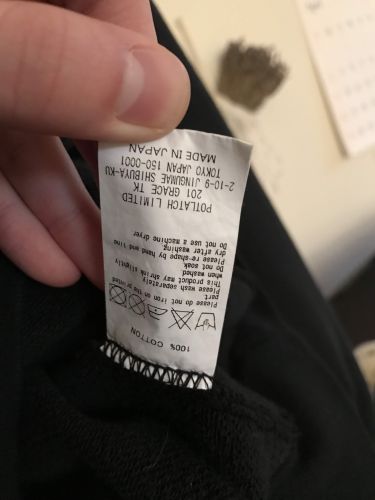 100% COTTON
Please do not iron on the printed
part
Please wash separately
This product may shrink slightly
when washed
Do not soak
Please re-shape by hand and line
dry after washing.
Do not use a machine dryer
POTLATCH LIMITED
201 GRACE TK
2-10-9 JINGUMAE SHIBUYA-KU
TOKYO JAPAN 150-0001
MADE IN JAPAN